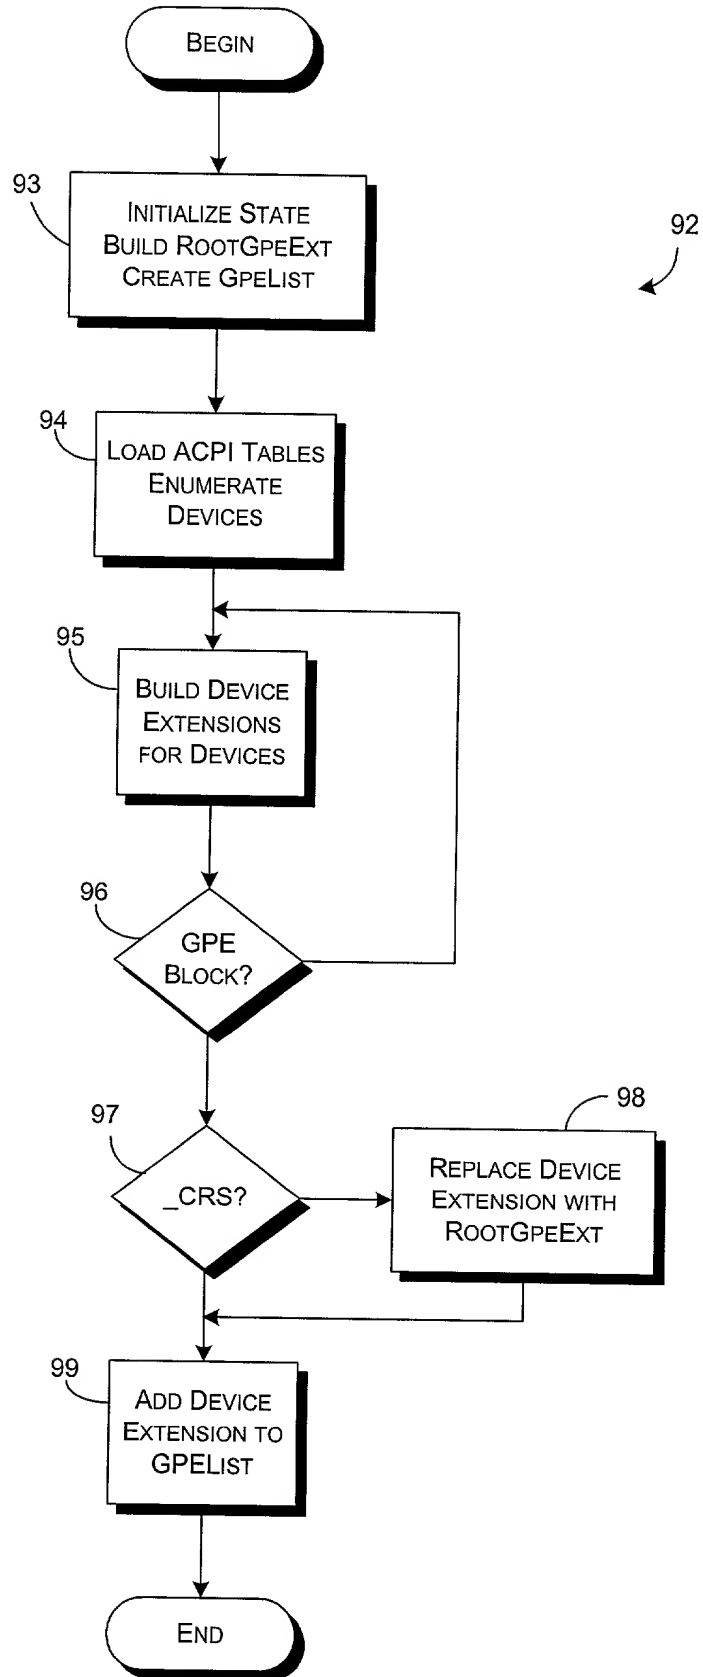 BEGIN
93
INITIALIZE STATE
BUILD ROOTGPEEXT
CREATE GPELIST
92
94
LOAD ACPI TABLES
ENUMERATE
DEVICES
95
BUILD DEVICE
EXTENSIONS
FOR DEVICES
96
GPE
BLOCK?
97
_CRS?
98
REPLACE DEVICE
EXTENSION WITH
ROOTGPEEXT
99
ADD DEVICE
EXTENSION TO
GPELIST
END